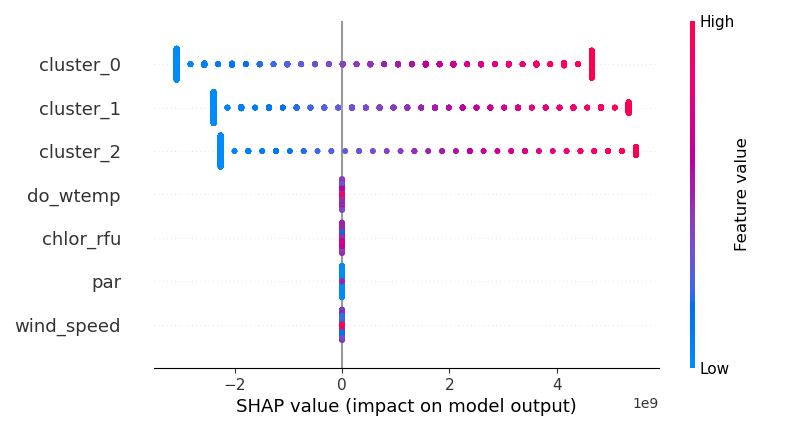 High
cluster_0
cluster_1
cluster_2
do_wtemp
chlor_rfu
par
wind_speed
Feature value
Low
−2 0 2 4
1e9
SHAP value (impact on model output)